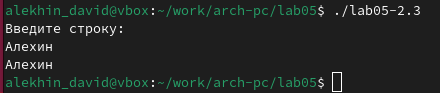 alekhin_david@vbox:~/work/arch-pc/lab05$ ./lab05-2.3
Введите строку:
Алехин
Алехин
alekhin_david@vbox:~/work/arch-pc/lab05$